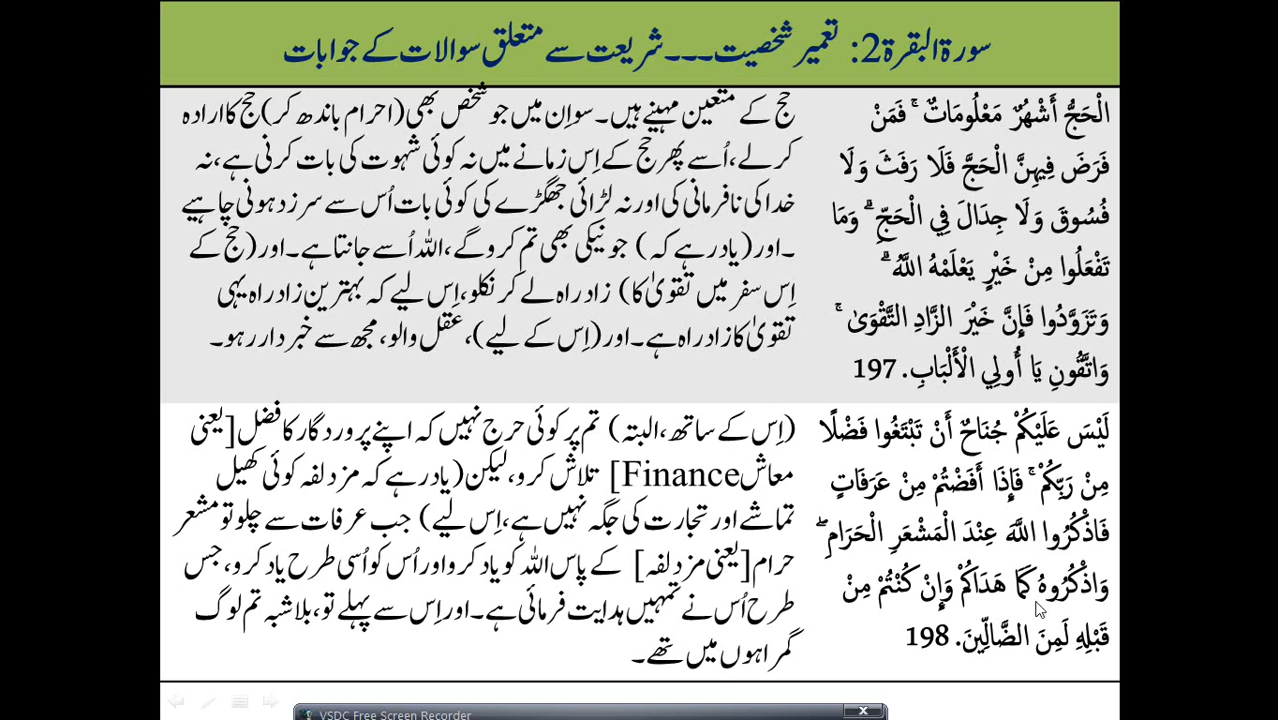 سورۃ البقرۃ 2: تعمیر شخصیت۔۔۔شریعت سے متعلق سوالات کے جوابات
الْحَجُّ أَشْهُرٌ مَعْلُومَاتٌ ۚ فَمَنْ
فَرَضَ فِيهِنَّ الْحَجَّ فَلَا رَفَثَ وَلَا
فُسُوقَ وَلَا جِدَالَ فِي الْحَجِّ ۗ وَمَا
تَفْعَلُوا مِنْ خَيْرٍ يَعْلَمْهُ اللَّهُ ۗ
وَتَزَوَّدُوا فَإِنَّ خَيْرَ الزَّادِ التَّقْوَىٰ ۚ
وَاتَّقُونِ يَا أُولِي الْأَلْبَابِ. 197
حج کے متعین مہینے ہیں۔سواِن میں جو شخص بھی (احرام باندھ کر)حج کا ارادہ
کرلے،اُسے پھر حج کے اِس زمانے میں نہ کوئی شہوت کی بات کرنی ہے، نہ
خدا کی نافرمانی کی اور نہ لڑائی جھگڑے کی کوئی بات اُس سے سرزد ہونی چاہیے
۔اور (یاد رہے کہ) جو نیکی بھی تم کرو گے، اللہ اُسے جانتا ہے۔اور (حج کے
اِس سفر میں تقویٰ کا) زاد راہ لے کر نکلو، اِس لیے کہ بہترین زاد راہ یہی
تقویٰ کا زاد راہ ہے۔اور (اِس کے لیے)، عقل والو، مجھ سے خبردار رہو۔
لَيْسَ عَلَيْكُمْ جُنَاحٌ أَنْ تَبْتَغُوا فَضْلًا
مِنْ رَبِّكُمْ ۚ فَإِذَا أَفَضْتُمْ مِنْ عَرَفَاتٍ
فَاذْكُرُوا اللَّهَ عِنْدَ الْمَشْعَرِ الْحَرَامِ ۖ
وَاذْكُرُوهُ كَمَا هَدَاكُمْ وَإِنْ كُنْتُمْ مِنْ
قَبْلِهِ لَمِنَ الضَّالِّينَ. 198
(اِس کے ساتھ، البتہ) تم پر کوئی حرج نہیں کہ اپنے پروردگار کا فضل [یعنی
معاش Finance] تلاش کرو، لیکن (یاد رہے کہ مزدلفہ کوئی کھیل
تماشے اور تجارت کی جگہ نہیں ہے، اِس لیے) جب عرفات سے چلو تو مشعر
حرام [یعنی مزدلفہ] کے پاس اللہ کو یاد کرو اور اُس کو اُسی طرح یاد کرو، جس
طرح اُس نے تمہیں ہدایت فرمائی ہے۔اور اِس سے پہلے تو، بلاشبہ تم لوگ
گمراہوں میں تھے۔
VSDC Free Screen Recorder